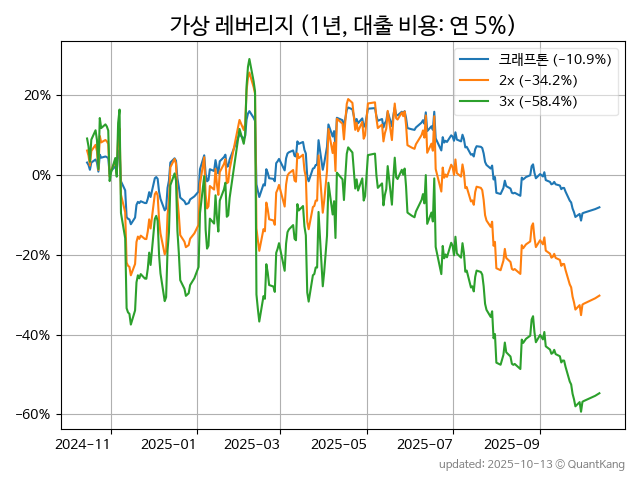 가상 레버리지 (1년, 대출 비용: 연 5%)
크래프톤 (-10.9%)
2x (-34.2%)
3x (-58.4%)
20%
0%
-20%
-40%
-60%
2024-11 2025-01 2025-03 2025-05 2025-07 2025-09
updated: 2025-10-13 © QuantKang